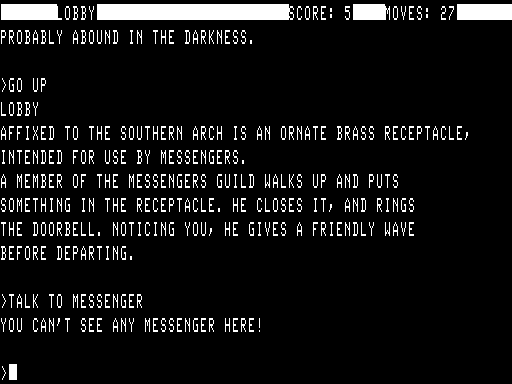 LOBBY SCORE: 5 MOVES: 27
PROBABLY ABOUND IN THE DARKNESS.
>GO UP
LOBBY
AFFIXED TO THE SOUTHERN ARCH IS AN ORNATE BRASS RECEPTACLE,
INTENDED FOR USE BY MESSENGERS.
A MEMBER OF THE MESSENGERS GUILD WALKS UP AND PUTS
SOMETHING IN THE RECEPTACLE. HE CLOSES IT, AND RINGS
THE DOORBELL. NOTICING YOU, HE GIVES A FRIENDLY WAVE
BEFORE DEPARTING.
>TALK TO MESSENGER
YOU CAN'T SEE ANY MESSENGER HERE!
>